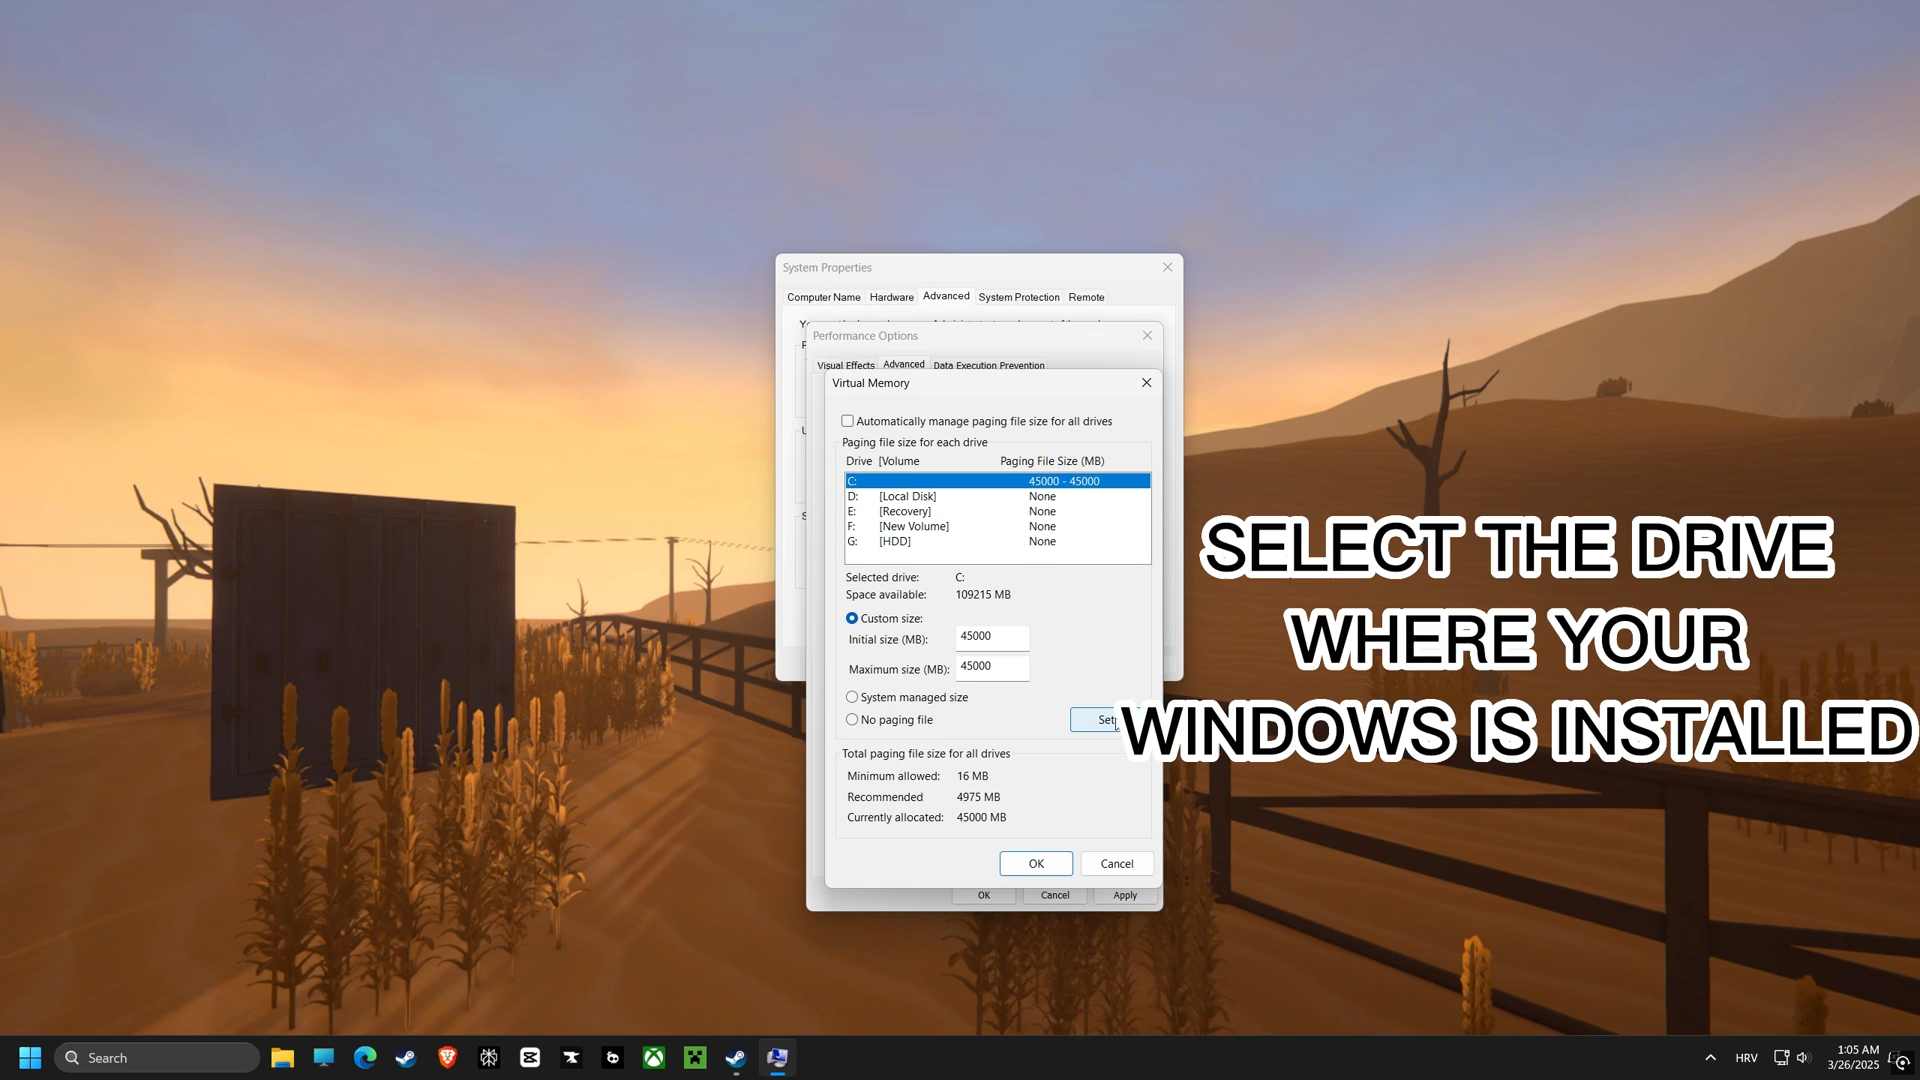 System Properties
Computer Name Hardware Advanced System Protection Remote
Performance Options
Visual Effects Advanced Data Execution Prevention
Virtual Memory
Automatically manage paging file size for all drives
Paging file size for each drive
Drive [Volume Paging File Size (MB)
C: 45000 - 45000
D: [Local Disk] None
E: [Recovery] None
F: [New Volume] None
G: [HDD] None
Selected drive: C:
Space available: 109215 MB
Custom size:
Initial size (MB): 45000
Maximum size (MB): 45000
System managed size
No paging file
Set
Total paging file size for all drives
Minimum allowed: 16 MB
Recommended 4975 MB
Currently allocated: 45000 MB
OK Cancel
OK Cancel Apply
SELECT THE DRIVE
WHERE YOUR
WINDOWS IS INSTALLED
Search
HRV
1:05 AM
3/26/2025